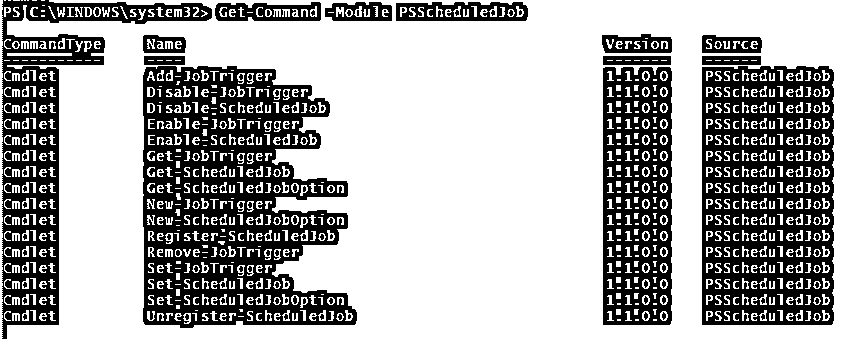 PS C:\WINDOWS\system32> Get-Command -Module PSScheduledJob
CommandType Name Version Source
----------- ---- ------- ------
Cmdlet Add-JobTrigger 1.1.0.0 PSScheduledJob
Cmdlet Disable-JobTrigger 1.1.0.0 PSScheduledJob
Cmdlet Disable-ScheduledJob 1.1.0.0 PSScheduledJob
Cmdlet Enable-JobTrigger 1.1.0.0 PSScheduledJob
Cmdlet Enable-ScheduledJob 1.1.0.0 PSScheduledJob
Cmdlet Get-JobTrigger 1.1.0.0 PSScheduledJob
Cmdlet Get-ScheduledJob 1.1.0.0 PSScheduledJob
Cmdlet Get-ScheduledJobOption 1.1.0.0 PSScheduledJob
Cmdlet New-JobTrigger 1.1.0.0 PSScheduledJob
Cmdlet New-ScheduledJobOption 1.1.0.0 PSScheduledJob
Cmdlet Register-ScheduledJob 1.1.0.0 PSScheduledJob
Cmdlet Remove-JobTrigger 1.1.0.0 PSScheduledJob
Cmdlet Set-JobTrigger 1.1.0.0 PSScheduledJob
Cmdlet Set-ScheduledJob 1.1.0.0 PSScheduledJob
Cmdlet Set-ScheduledJobOption 1.1.0.0 PSScheduledJob
Cmdlet Unregister-ScheduledJob 1.1.0.0 PSScheduledJob